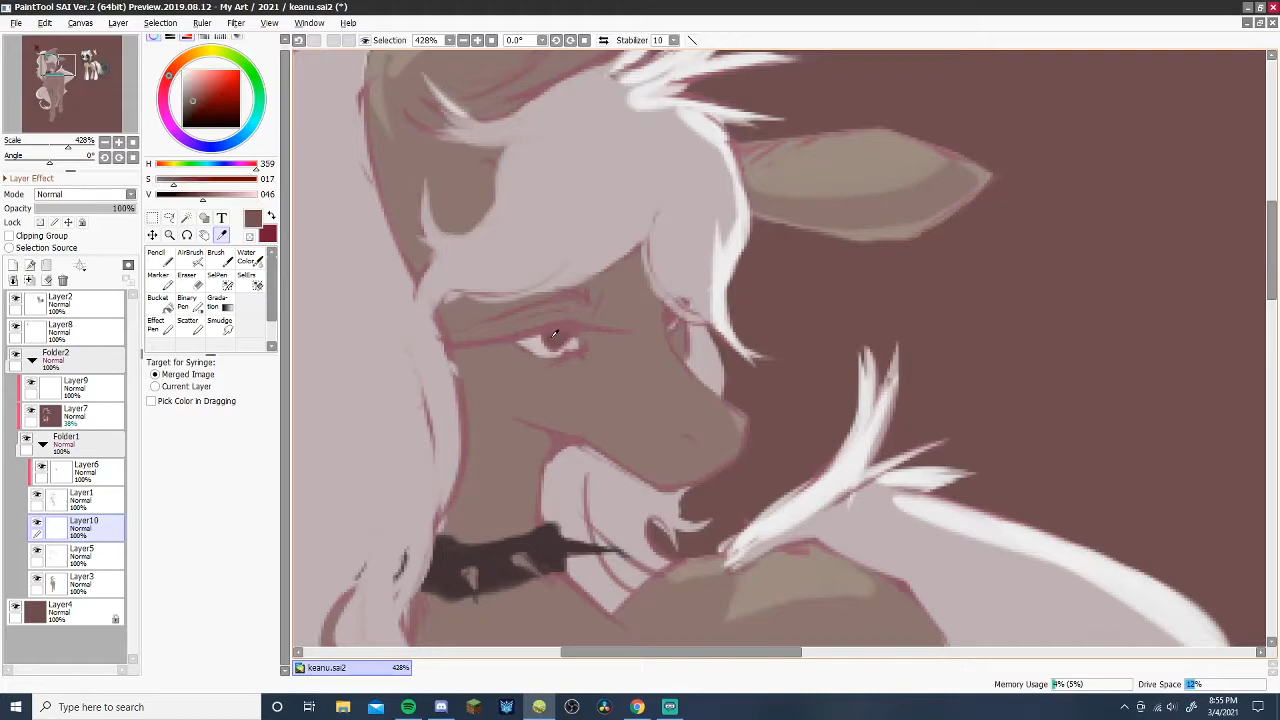 PaintTool SAI Ver.2 (64bit) Preview.2019.08.12 - My Art / 2021 / keanu.sai2 (*)
File Edit Canvas Layer Selection Ruler Filter View Window Help
Selection 428% 0.0° Stabilizer 10
Scale 428%
Angle 0°
Layer Effect
Mode Normal
Opacity 100%
Lock
Clipping Group
Selection Source
Layer2
Normal
100%
Layer8
Normal
100%
Folder2
Normal
100%
Layer9
Normal
100%
Layer7
Normal
38%
Folder1
Normal
100%
Layer6
Normal
100%
Layer1
Normal
100%
Layer10
Normal
100%
Layer5
Normal
100%
Layer3
Normal
100%
Layer4
Normal
100%
H 359
S 017
V 046
T
Pencil AirBrush Brush Water Color
Marker Eraser SelPen SelErs
Bucket Binary Pen Gradation
Effect Pen Scatter Smudge
Target for Syringe:
Merged Image
Current Layer
Pick Color in Dragging
keanu.sai2 428%
Memory Usage (5%) Drive Space 12%
Type here to search
8:55 PM
3/4/2021